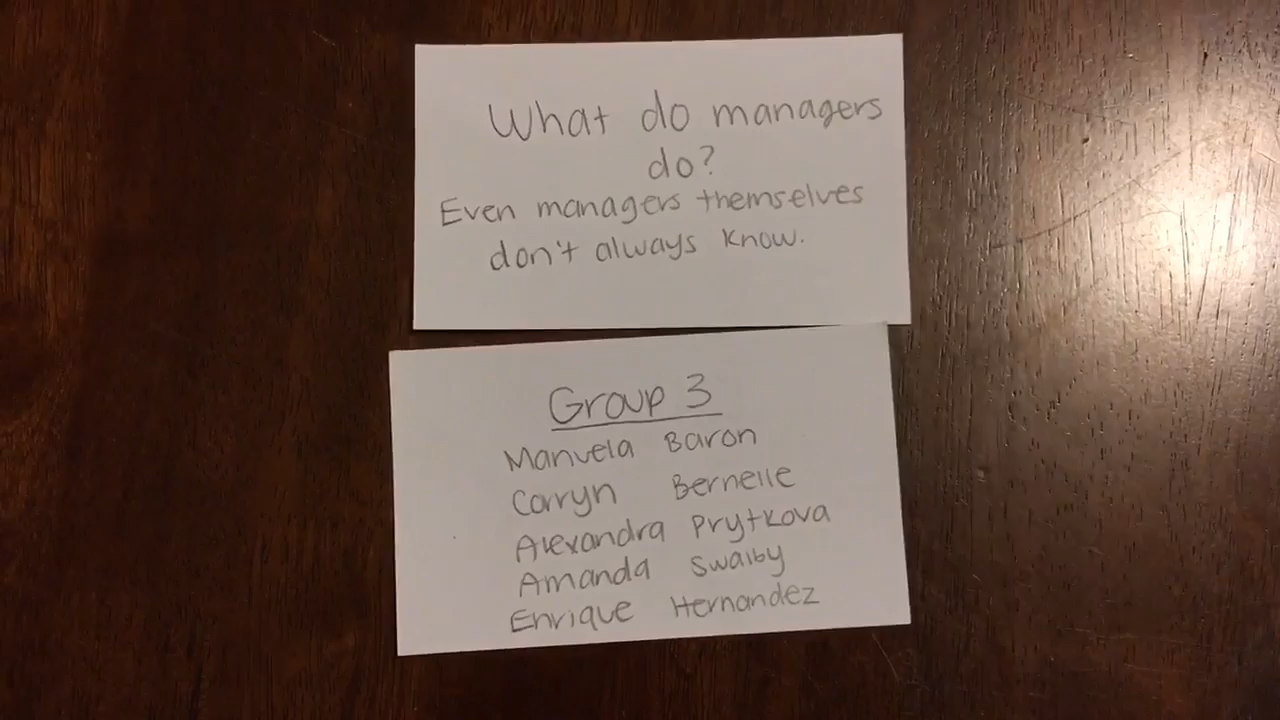 What do managers
do?
Even managers themselves
don't always know.
Group 3
Manuela Baron
Corryn Bernelle
Alexandra Prytkova
Amanda Swalby
Enrique Hernandez